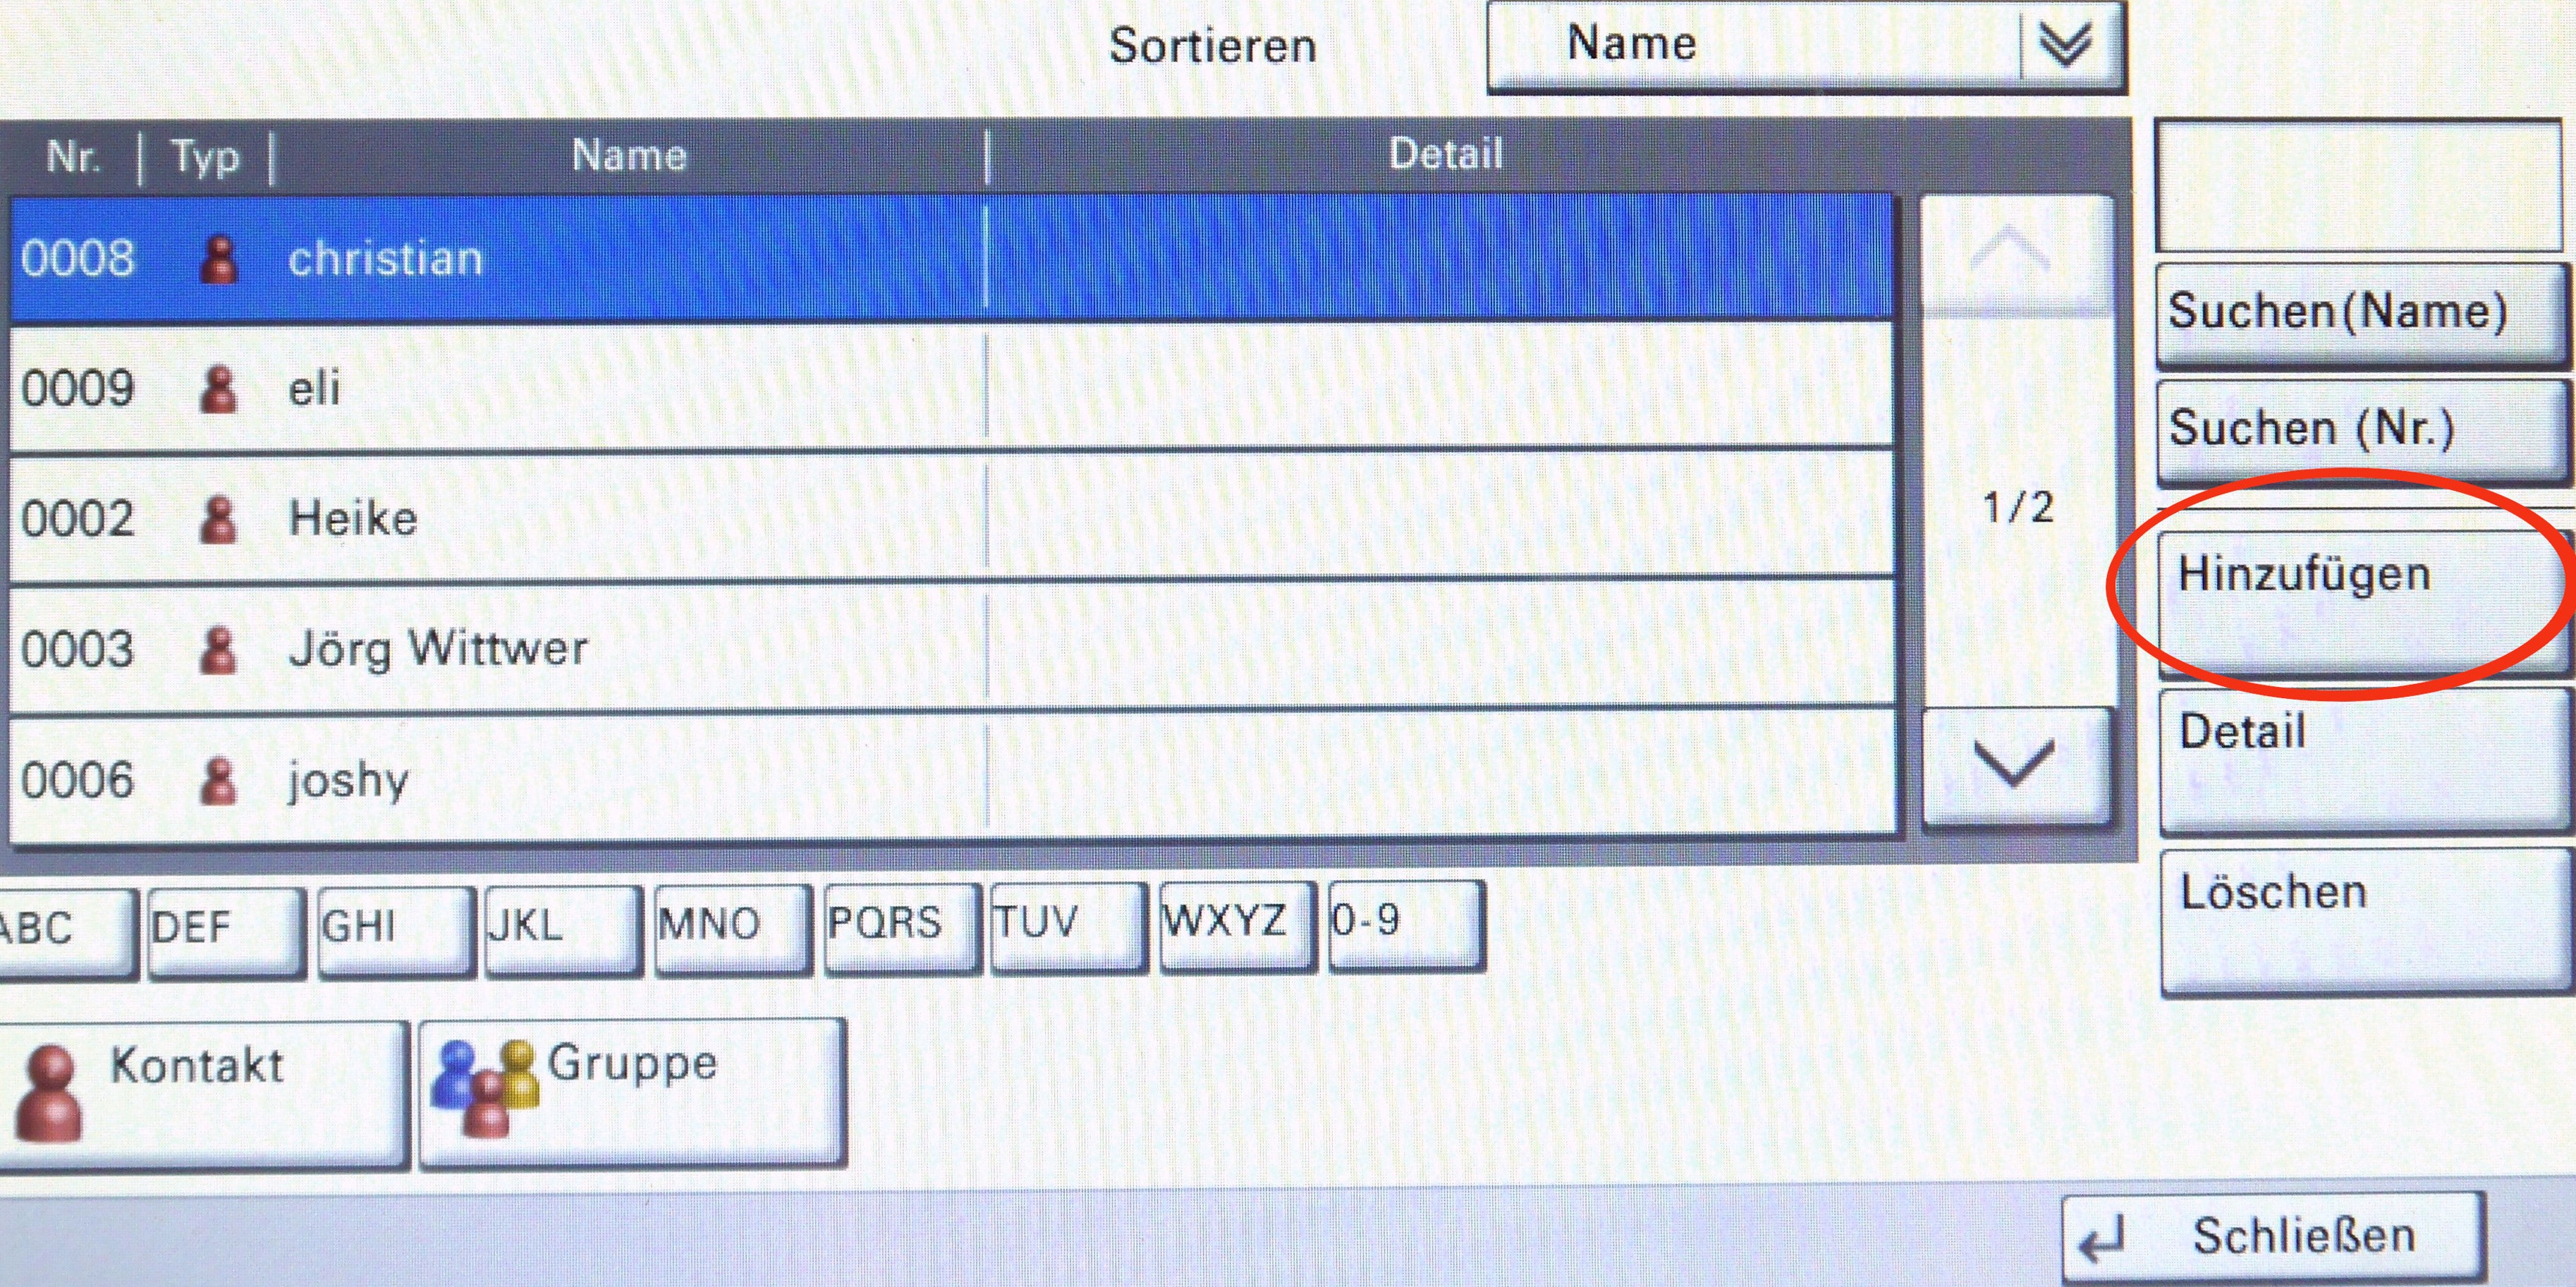 Sortieren Name
Nr. Typ Name Detail
0008 christian
0009 eli
0002 Heike
0003 Jörg Wittwer
0006 joshy
1/2
Suchen(Name)
Suchen (Nr.)
Hinzufügen
Detail
Löschen
ABC DEF GHI JKL MNO PQRS TUV WXYZ 0-9
Kontakt Gruppe
Schließen